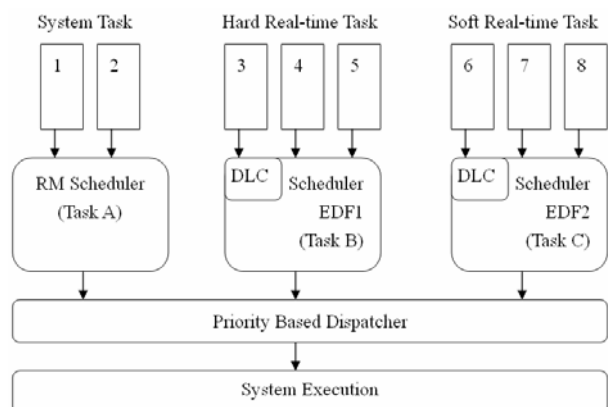 System Task
Hard Real-time Task
Soft Real-time Task
1
2
3
4
5
6
7
8
RM Scheduler
(Task A)
DLC
Scheduler
EDF1
(Task B)
DLC
Scheduler
EDF2
(Task C)
Priority Based Dispatcher
System Execution